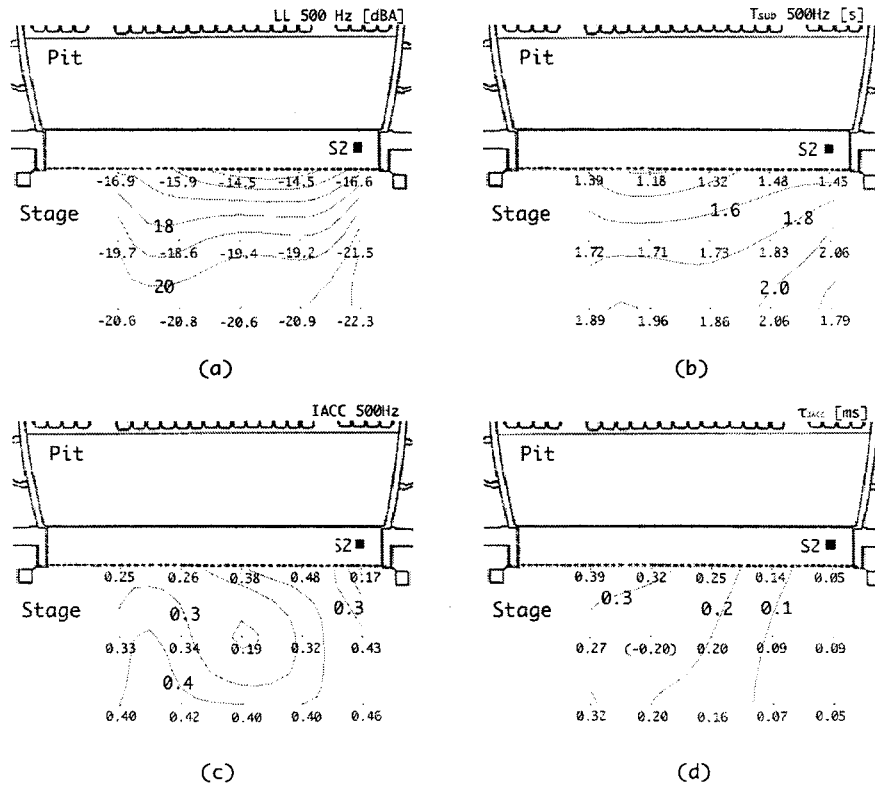 LL 500 Hz [dBA]
Pit
S2
-16.9 -15.9 -14.5 -14.5 -16.6
Stage
18
-19.7 -18.6 -19.4 -19.2 -21.5
20
-20.6 -20.8 -20.6 -20.9 -22.3
(a)
Tsub 500Hz [s]
Pit
S2
1.39 1.18 1.32 1.48 1.45
Stage
1.6
1.8
1.72 1.71 1.73 1.83 2.06
2.0
1.89 1.96 1.86 2.06 1.79
(b)
IACC 500Hz
Pit
S2
0.25 0.26 0.38 0.48 0.17
Stage
0.3
0.3
0.33 0.34 0.19 0.32 0.43
0.4
0.40 0.42 0.40 0.40 0.46
(c)
τIACC [ms]
Pit
S2
0.39 0.32 0.25 0.14 0.05
0.3
Stage
0.2
0.1
0.27 (-0.20) 0.20 0.09 0.09
0.32 0.20 0.16 0.07 0.05
(d)